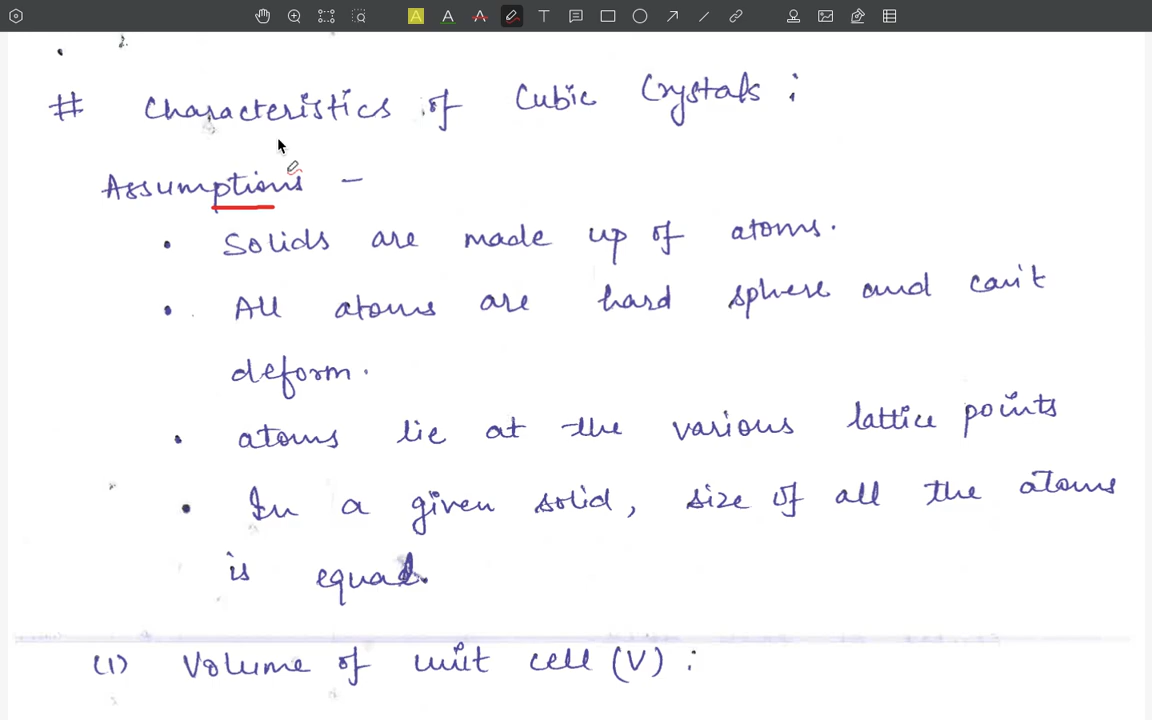 # Characteristics of Cubic Crystals :
Assumptions -
• Solids are made up of atoms.
• All atoms are hard sphere and can't
deform.
• atoms lie at the various lattice points
• In a given solid, size of all the atoms
is equal.
(1) Volume of unit cell (V) :